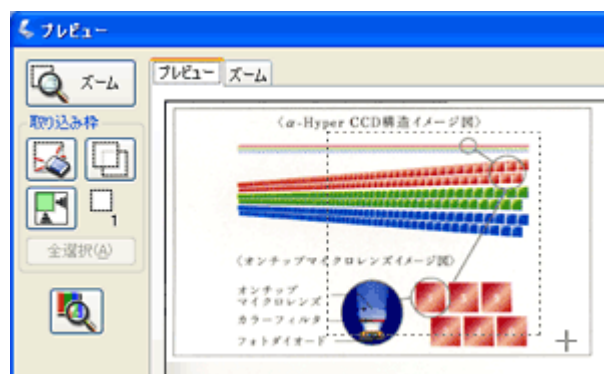 プレビュー
ズーム
プレビュー ズーム
取り込み枠
1
全選択(A)
〈α-Hyper CCD構造イメージ図〉
〈オンチップマイクロレンズイメージ図〉
オンチップ
マイクロレンズ
カラーフィルタ
フォトダイオード